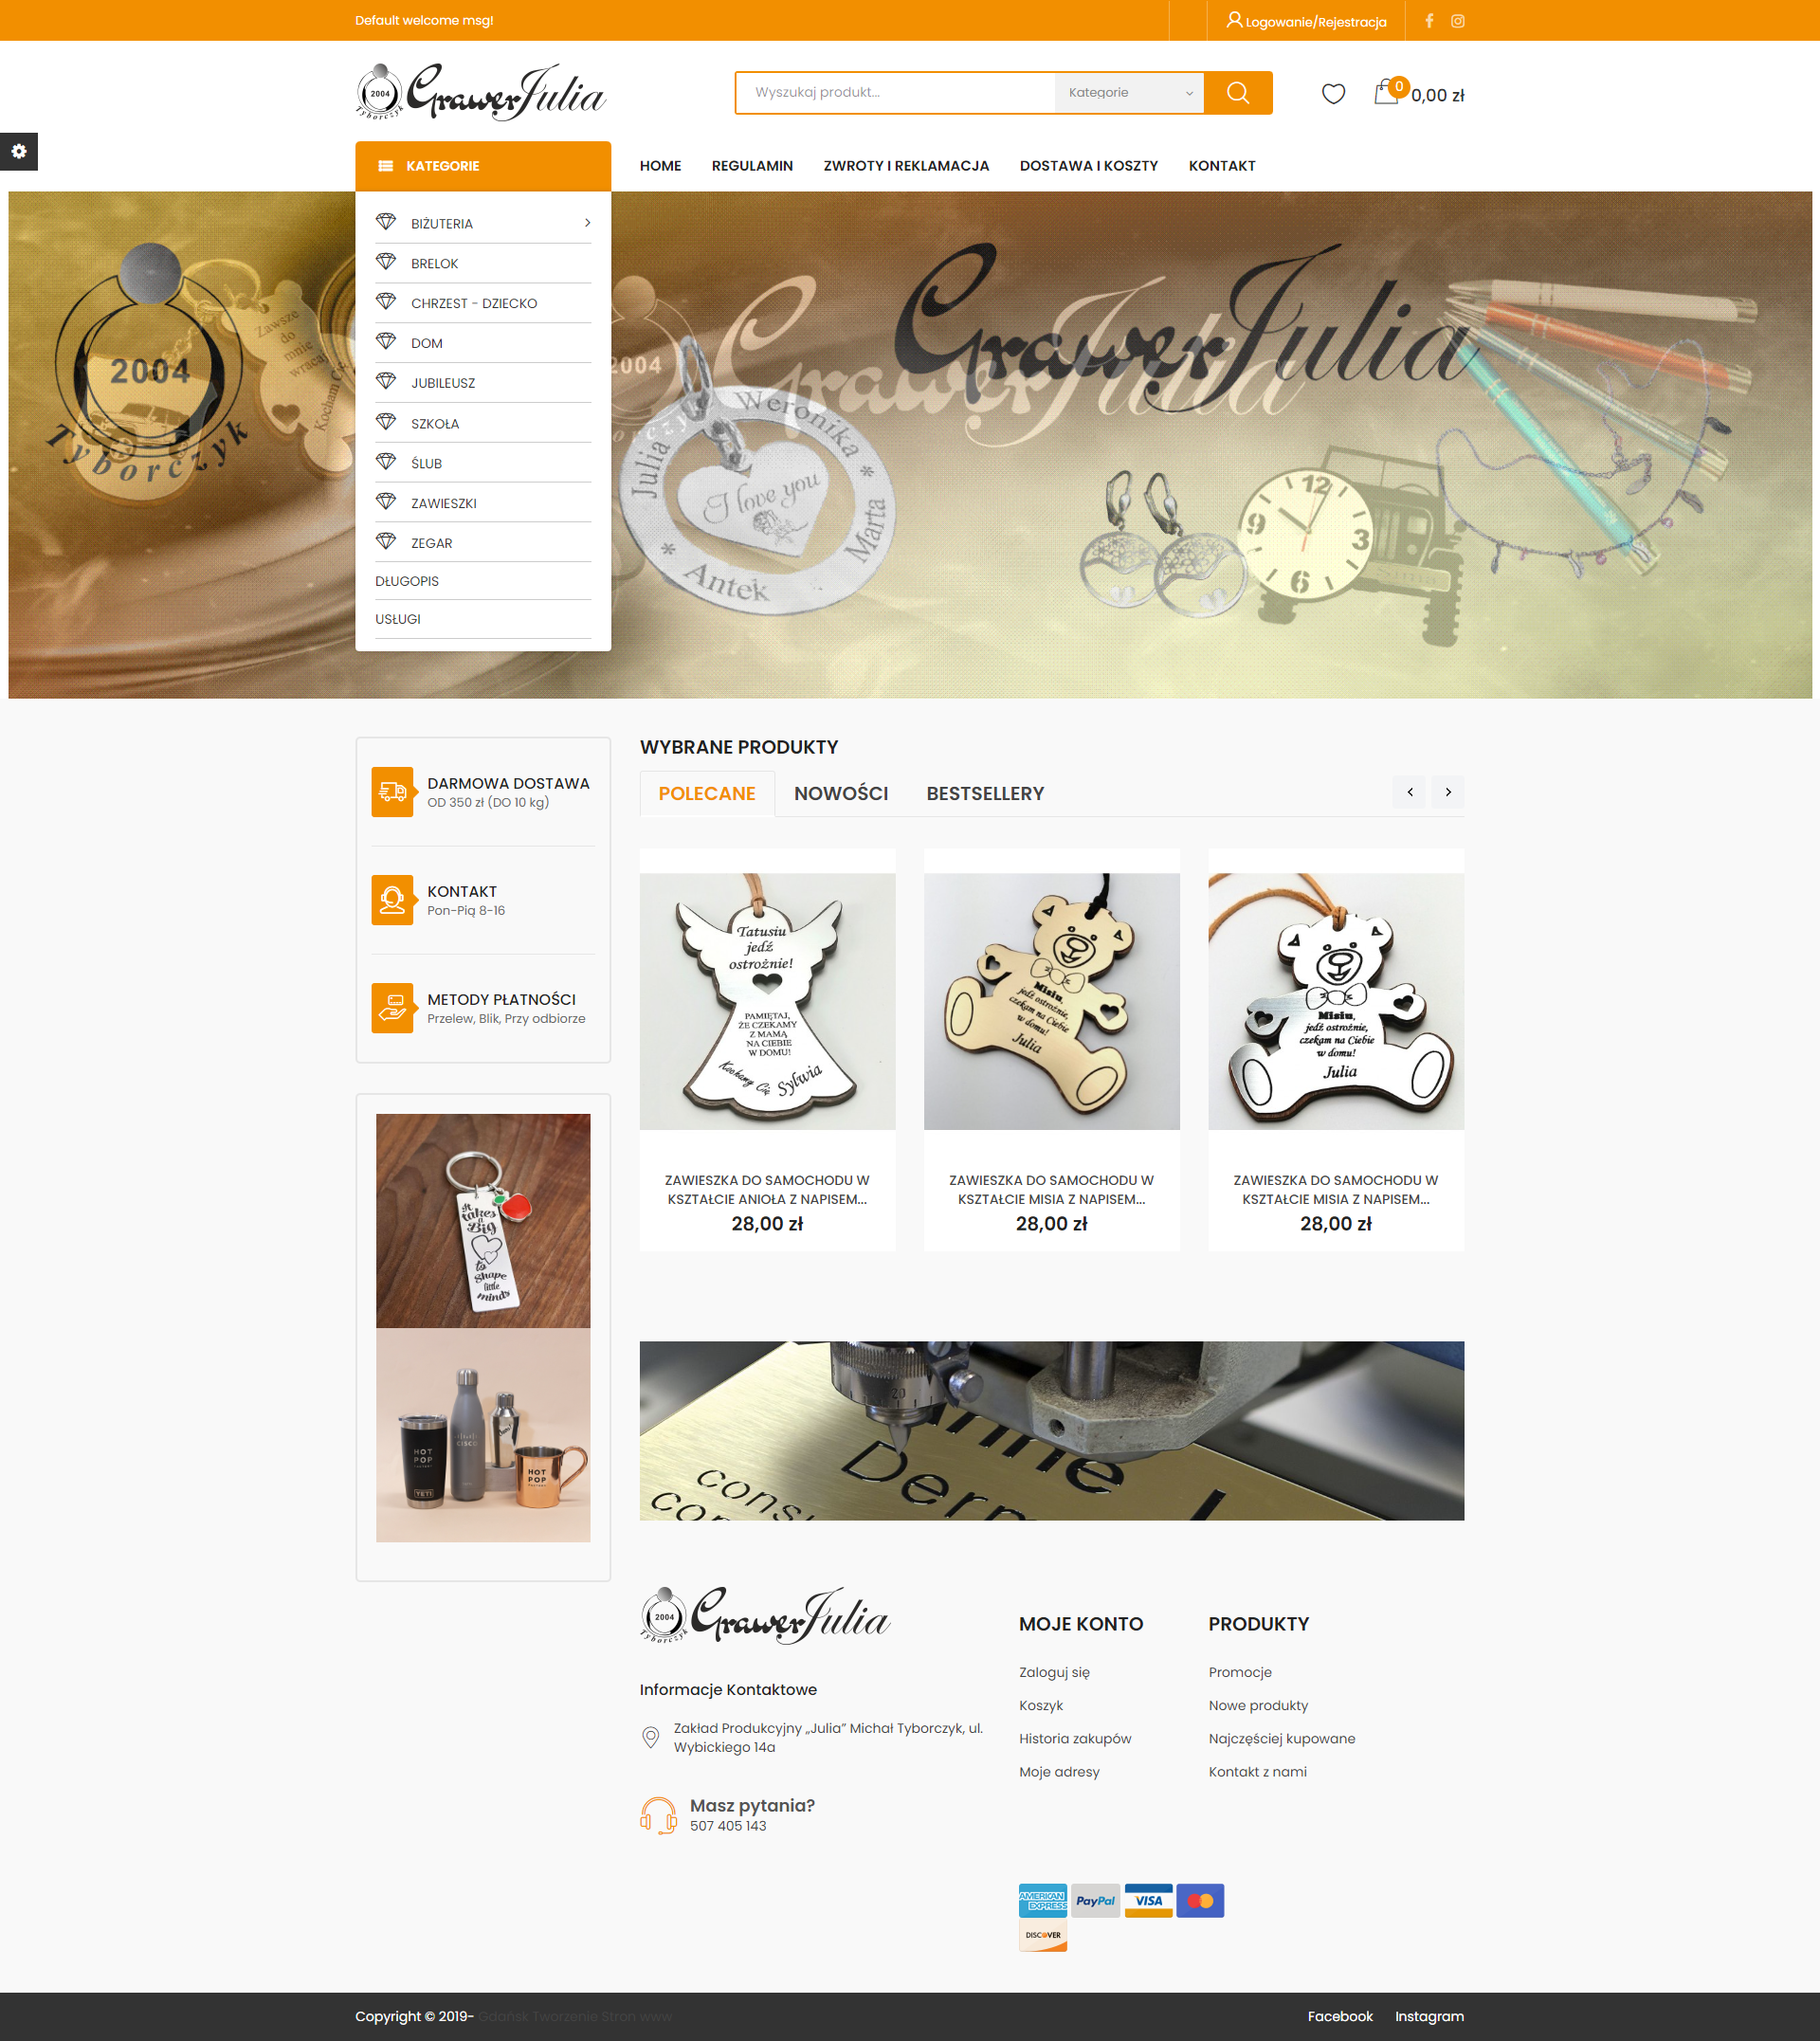 Default welcome msg!
Logowanie/Rejestracja
2004
Tyborczyk
GrawerJulia
Wyszukaj produkt...
Kategorie
0
0,00 zł
KATEGORIE
HOME
REGULAMIN
ZWROTY I REKLAMACJA
DOSTAWA I KOSZTY
KONTAKT
BIŻUTERIA
BRELOK
CHRZEST - DZIECKO
DOM
JUBILEUSZ
SZKOŁA
ŚLUB
ZAWIESZKI
ZEGAR
DŁUGOPIS
USŁUGI
2004
Tyborczyk
Zawsze
do
mnie
wracaj
Kocham
2004
GrawerJulia
GrawerJulia
Julia * Weronika * Marta
Antek *
I love you
12
9
3
6
DARMOWA DOSTAWA
OD 350 zł (DO 10 kg)
KONTAKT
Pon-Pią 8-16
METODY PŁATNOŚCI
Przelew, Blik, Przy odbiorze
It
takes
a
Big
to
shape
little
minds
HOT
POP
YETI
CISCO
HOT
POP
WYBRANE PRODUKTY
POLECANE
NOWOŚCI
BESTSELLERY
Tatusiu
jedź
ostrożnie!
PAMIĘTAJ,
ŻE CZEKAMY
Z MAMĄ
NA CIEBIE
W DOMU!
Kochamy Cię
Sylwia
Misiu,
jedź ostrożnie,
czekam na Ciebie
w domu!
Julia
Misiu,
jedź ostrożnie,
czekam na Ciebie
w domu!
Julia
ZAWIESZKA DO SAMOCHODU W
KSZTAŁCIE ANIOŁA Z NAPISEM...
28,00 zł
ZAWIESZKA DO SAMOCHODU W
KSZTAŁCIE MISIA Z NAPISEM...
28,00 zł
ZAWIESZKA DO SAMOCHODU W
KSZTAŁCIE MISIA Z NAPISEM...
28,00 zł
20
2004
Tyborczyk
GrawerJulia
Informacje Kontaktowe
Zakład Produkcyjny „Julia” Michał Tyborczyk, ul.
Wybickiego 14a
Masz pytania?
507 405 143
MOJE KONTO
Zaloguj się
Koszyk
Historia zakupów
Moje adresy
PRODUKTY
Promocje
Nowe produkty
Najczęściej kupowane
Kontakt z nami
AMERICAN
EXPRESS
PayPal
VISA
DISCOVER
Copyright © 2019- Gdańsk Tworzenie Stron www
Facebook
Instagram